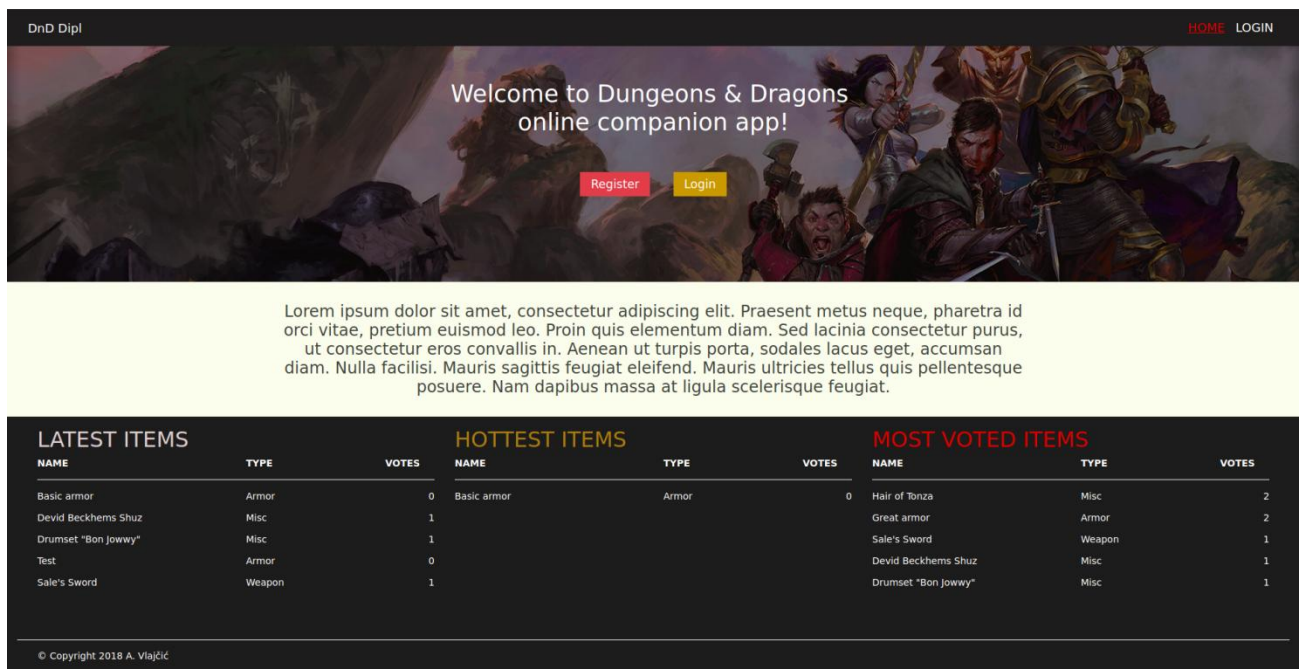 DnD Dipl
HOME LOGIN
Welcome to Dungeons & Dragons
online companion app!
Register Login
Lorem ipsum dolor sit amet, consectetur adipiscing elit. Praesent metus neque, pharetra id
orci vitae, pretium euismod leo. Proin quis elementum diam. Sed lacinia consectetur purus,
ut consectetur eros convallis in. Aenean ut turpis porta, sodales lacus eget, accumsan
diam. Nulla facilisi. Mauris sagittis feugiat eleifend. Mauris ultricies tellus quis pellentesque
posuere. Nam dapibus massa at ligula scelerisque feugiat.
LATEST ITEMS
NAME TYPE VOTES
Basic armor Armor 0
Devid Beckhems Shuz Misc 1
Drumset "Bon Jowwy" Misc 1
Test Armor 0
Sale's Sword Weapon 1
HOTTEST ITEMS
NAME TYPE VOTES
Basic armor Armor 0
MOST VOTED ITEMS
NAME TYPE VOTES
Hair of Tonza Misc 2
Great armor Armor 2
Sale's Sword Weapon 1
Devid Beckhems Shuz Misc 1
Drumset "Bon Jowwy" Misc 1
© Copyright 2018 A. Vlajčić